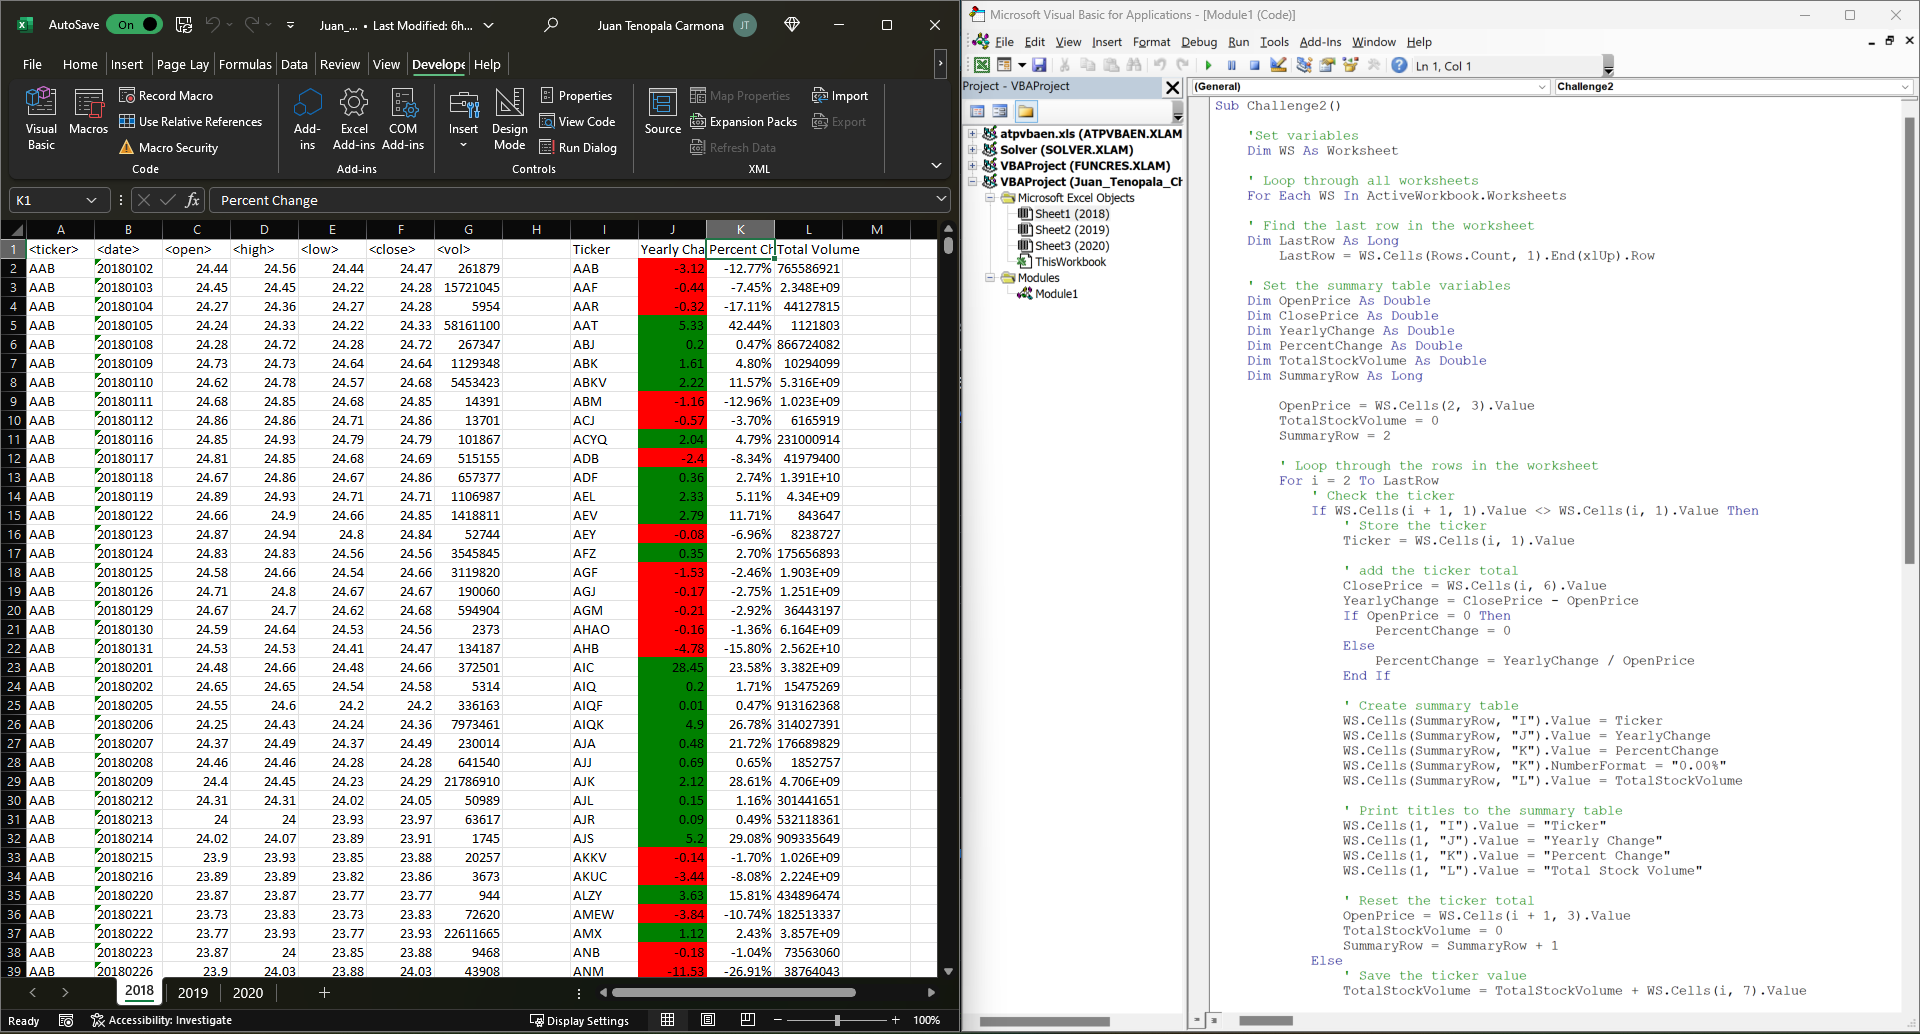 AutoSave On Juan_... • Last Modified: 6h... Juan Tenopala Carmona JT
File Home Insert Page Lay Formulas Data Review View Develope Help
Visual Basic
Macros
Record Macro
Use Relative References
Macro Security
Code
Add-ins
Excel Add-ins
COM Add-ins
Add-ins
Insert
Design Mode
Properties
View Code
Run Dialog
Controls
Source
Map Properties
Expansion Packs
Refresh Data
Import
Export
XML
K1 fx Percent Change
A B C D E F G H I J K L M
1 <ticker> <date> <open> <high> <low> <close> <vol> Ticker Yearly Cha Percent Ch Total Volume
2 AAB 20180102 24.44 24.56 24.44 24.47 261879 AAB -3.12 -12.77% 765586921
3 AAB 20180103 24.45 24.45 24.22 24.28 15721045 AAF -0.44 -7.45% 2.348E+09
4 AAB 20180104 24.27 24.36 24.27 24.28 5954 AAR -0.32 -17.11% 44127815
5 AAB 20180105 24.24 24.33 24.22 24.33 58161100 AAT 5.33 42.44% 1121803
6 AAB 20180108 24.28 24.72 24.28 24.72 267347 ABJ 0.2 0.47% 866724082
7 AAB 20180109 24.73 24.73 24.64 24.64 1129348 ABK 1.61 4.80% 10294099
8 AAB 20180110 24.62 24.78 24.57 24.68 5453423 ABKV 2.22 11.57% 5.316E+09
9 AAB 20180111 24.68 24.85 24.68 24.85 14391 ABM -1.16 -12.96% 1.023E+09
10 AAB 20180112 24.86 24.86 24.71 24.86 13701 ACJ -0.57 -3.70% 6165919
11 AAB 20180116 24.85 24.93 24.79 24.79 101867 ACYQ 2.04 4.79% 231000914
12 AAB 20180117 24.81 24.85 24.68 24.69 515155 ADB -2.4 -8.34% 41979400
13 AAB 20180118 24.67 24.86 24.67 24.86 657377 ADF 0.36 2.74% 1.391E+10
14 AAB 20180119 24.89 24.93 24.71 24.71 1106987 AEL 2.33 5.11% 4.34E+09
15 AAB 20180122 24.66 24.9 24.66 24.85 1418811 AEV 2.79 11.71% 843647
16 AAB 20180123 24.87 24.94 24.8 24.84 52744 AEY -0.08 -6.96% 8238727
17 AAB 20180124 24.83 24.83 24.56 24.56 3545845 AFZ 0.35 2.70% 175656893
18 AAB 20180125 24.58 24.66 24.54 24.66 3119820 AGF -1.53 -2.46% 1.903E+09
19 AAB 20180126 24.71 24.8 24.67 24.67 190060 AGJ -0.17 -2.75% 1.251E+09
20 AAB 20180129 24.67 24.7 24.62 24.68 594904 AGM -0.21 -2.92% 36443197
21 AAB 20180130 24.59 24.64 24.53 24.56 2373 AHAO -0.16 -1.36% 6.164E+09
22 AAB 20180131 24.53 24.53 24.41 24.47 134187 AHB -4.78 -15.80% 2.562E+10
23 AAB 20180201 24.48 24.66 24.48 24.66 372501 AIC 28.45 23.58% 3.382E+09
24 AAB 20180202 24.65 24.65 24.54 24.58 5314 AIQ 0.2 1.71% 15475269
25 AAB 20180205 24.55 24.6 24.2 24.2 336163 AIQF 0.01 0.47% 913162368
26 AAB 20180206 24.25 24.43 24.24 24.36 7973461 AIQK 4.9 26.78% 314027391
27 AAB 20180207 24.37 24.49 24.37 24.49 230014 AJA 0.48 21.72% 176689829
28 AAB 20180208 24.46 24.46 24.28 24.28 641540 AJJ 0.69 0.65% 1852757
29 AAB 20180209 24.4 24.45 24.23 24.29 21786910 AJK 2.12 28.61% 4.706E+09
30 AAB 20180212 24.31 24.31 24.02 24.05 50989 AJL 0.15 1.16% 301441651
31 AAB 20180213 24 24 23.93 23.97 63617 AJR 0.09 0.49% 532118361
32 AAB 20180214 24.02 24.07 23.89 23.91 1745 AJS 5.2 29.08% 909335649
33 AAB 20180215 23.9 23.93 23.85 23.88 20257 AKKV -0.14 -1.70% 1.026E+09
34 AAB 20180216 23.89 23.89 23.82 23.86 3673 AKUC -3.44 -8.08% 2.224E+09
35 AAB 20180220 23.87 23.87 23.77 23.77 944 ALZY 3.63 15.81% 434896474
36 AAB 20180221 23.73 23.83 23.73 23.83 72620 AMEW -3.84 -10.74% 182513337
37 AAB 20180222 23.77 23.93 23.77 23.93 22611665 AMX 1.12 2.43% 3.857E+09
38 AAB 20180223 23.87 24 23.85 23.88 9468 ANB -0.18 -1.04% 73563060
39 AAB 20180226 23.9 24.03 23.88 24.03 43908 ANM -11.53 -26.91% 38764043
2018 2019 2020
Ready Accessibility: Investigate Display Settings 100%
Microsoft Visual Basic for Applications - [Module1 (Code)]
File Edit View Insert Format Debug Run Tools Add-Ins Window Help
Ln 1, Col 1
Project - VBAProject
atpvbaen.xls (ATPVBAEN.XLAM
Solver (SOLVER.XLAM)
VBAProject (FUNCRES.XLAM)
VBAProject (Juan_Tenopala_Ch
Microsoft Excel Objects
Sheet1 (2018)
Sheet2 (2019)
Sheet3 (2020)
ThisWorkbook
Modules
Module1
(General) Challenge2
Sub Challenge2()
'Set variables
Dim WS As Worksheet
' Loop through all worksheets
For Each WS In ActiveWorkbook.Worksheets
' Find the last row in the worksheet
Dim LastRow As Long
LastRow = WS.Cells(Rows.Count, 1).End(xlUp).Row
' Set the summary table variables
Dim OpenPrice As Double
Dim ClosePrice As Double
Dim YearlyChange As Double
Dim PercentChange As Double
Dim TotalStockVolume As Double
Dim SummaryRow As Long
OpenPrice = WS.Cells(2, 3).Value
TotalStockVolume = 0
SummaryRow = 2
' Loop through the rows in the worksheet
For i = 2 To LastRow
' Check the ticker
If WS.Cells(i + 1, 1).Value <> WS.Cells(i, 1).Value Then
' Store the ticker
Ticker = WS.Cells(i, 1).Value
' add the ticker total
ClosePrice = WS.Cells(i, 6).Value
YearlyChange = ClosePrice - OpenPrice
If OpenPrice = 0 Then
PercentChange = 0
Else
PercentChange = YearlyChange / OpenPrice
End If
' Create summary table
WS.Cells(SummaryRow, "I").Value = Ticker
WS.Cells(SummaryRow, "J").Value = YearlyChange
WS.Cells(SummaryRow, "K").Value = PercentChange
WS.Cells(SummaryRow, "K").NumberFormat = "0.00%"
WS.Cells(SummaryRow, "L").Value = TotalStockVolume
' Print titles to the summary table
WS.Cells(1, "I").Value = "Ticker"
WS.Cells(1, "J").Value = "Yearly Change"
WS.Cells(1, "K").Value = "Percent Change"
WS.Cells(1, "L").Value = "Total Stock Volume"
' Reset the ticker total
OpenPrice = WS.Cells(i + 1, 3).Value
TotalStockVolume = 0
SummaryRow = SummaryRow + 1
Else
' Save the ticker value
TotalStockVolume = TotalStockVolume + WS.Cells(i, 7).Value